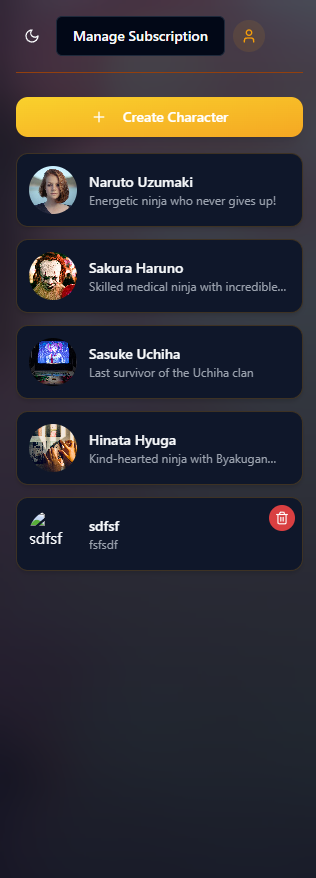 Manage Subscription
Create Character
Naruto Uzumaki
Energetic ninja who never gives up!
Sakura Haruno
Skilled medical ninja with incredible...
Sasuke Uchiha
Last survivor of the Uchiha clan
Hinata Hyuga
Kind-hearted ninja with Byakugan...
sdfsf
sdfsf
fsfsdf